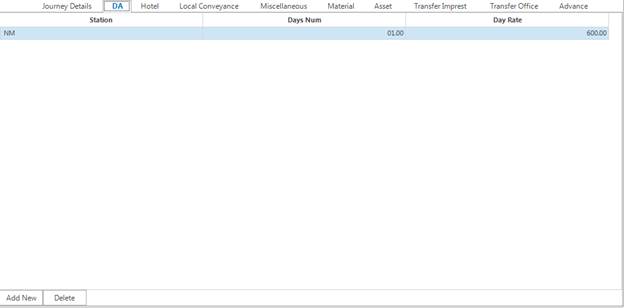 Journey Details DA Hotel Local Conveyance Miscellaneous Material Asset Transfer Imprest Transfer Office Advance
Station Days Num Day Rate
NM 01.00 600.00
Add New Delete